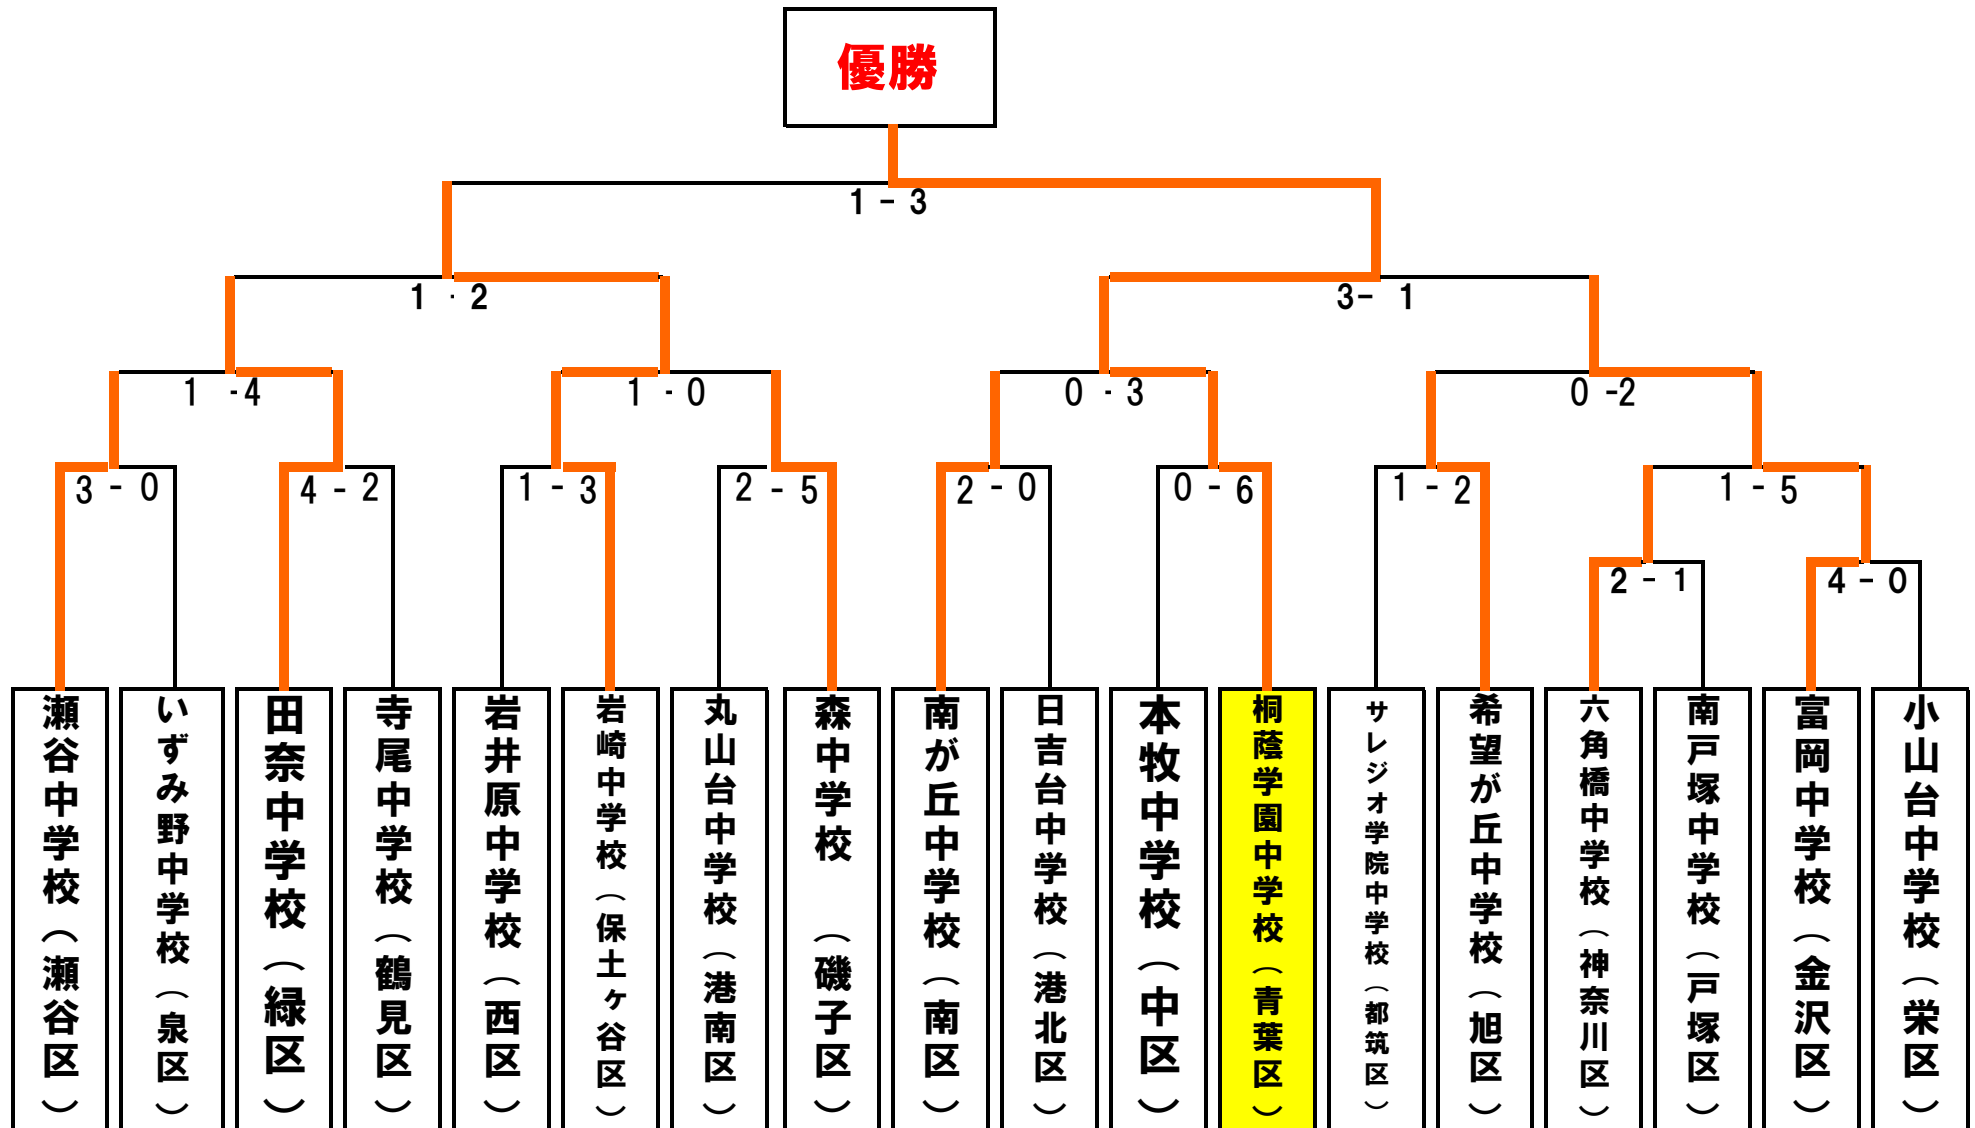 優勝
1 - 3
1 - 2
3- 1
1 -4
1 - 0
0 - 3
0 -2
3 - 0
4 - 2
1 - 3
2 - 5
2 - 0
0 - 6
1 - 2
1 - 5
2 - 1
4 - 0
瀬谷中学校(瀬谷区)
いずみ野中学校(泉区)
田奈中学校(緑区)
寺尾中学校(鶴見区)
岩井原中学校(西区)
岩崎中学校(保土ヶ谷区)
丸山台中学校(港南区)
森中学校 (磯子区)
南が丘中学校(南区)
日吉台中学校(港北区)
本牧中学校(中区)
桐蔭学園中学校(青葉区)
サレジオ学院中学校(都筑区)
希望が丘中学校(旭区)
六角橋中学校(神奈川区)
南戸塚中学校(戸塚区)
富岡中学校(金沢区)
小山台中学校(栄区)